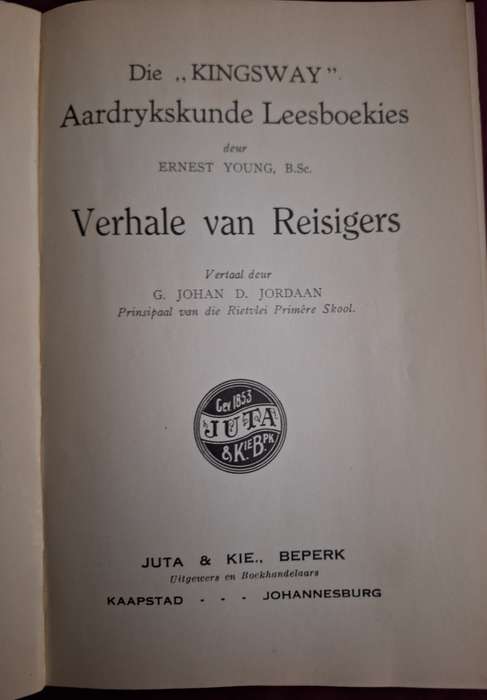 Die „KINGSWAY”
Aardrykskunde Leesboekies
deur
ERNEST YOUNG, B.Sc.
Verhale van Reisigers
Vertaal deur
G. JOHAN D. JORDAAN
Prinsipaal van die Rietvlei Primêre Skool.
Gev 1853
JUTA
& KIE BPK
JUTA & KIE., BEPERK
Uitgewers en Boekhandelaars
KAAPSTAD - - - JOHANNESBURG